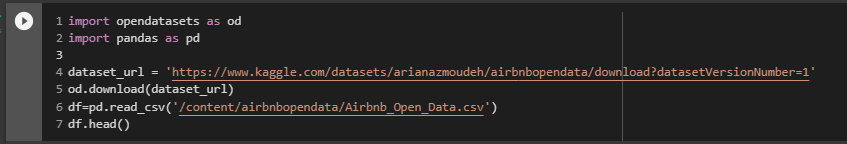 1 import opendatasets as od
2 import pandas as pd
3
4 dataset_url = 'https://www.kaggle.com/datasets/arianazmoudeh/airbnbopendata/download?datasetVersionNumber=1'
5 od.download(dataset_url)
6 df=pd.read_csv('/content/airbnbopendata/Airbnb_Open_Data.csv')
7 df.head()